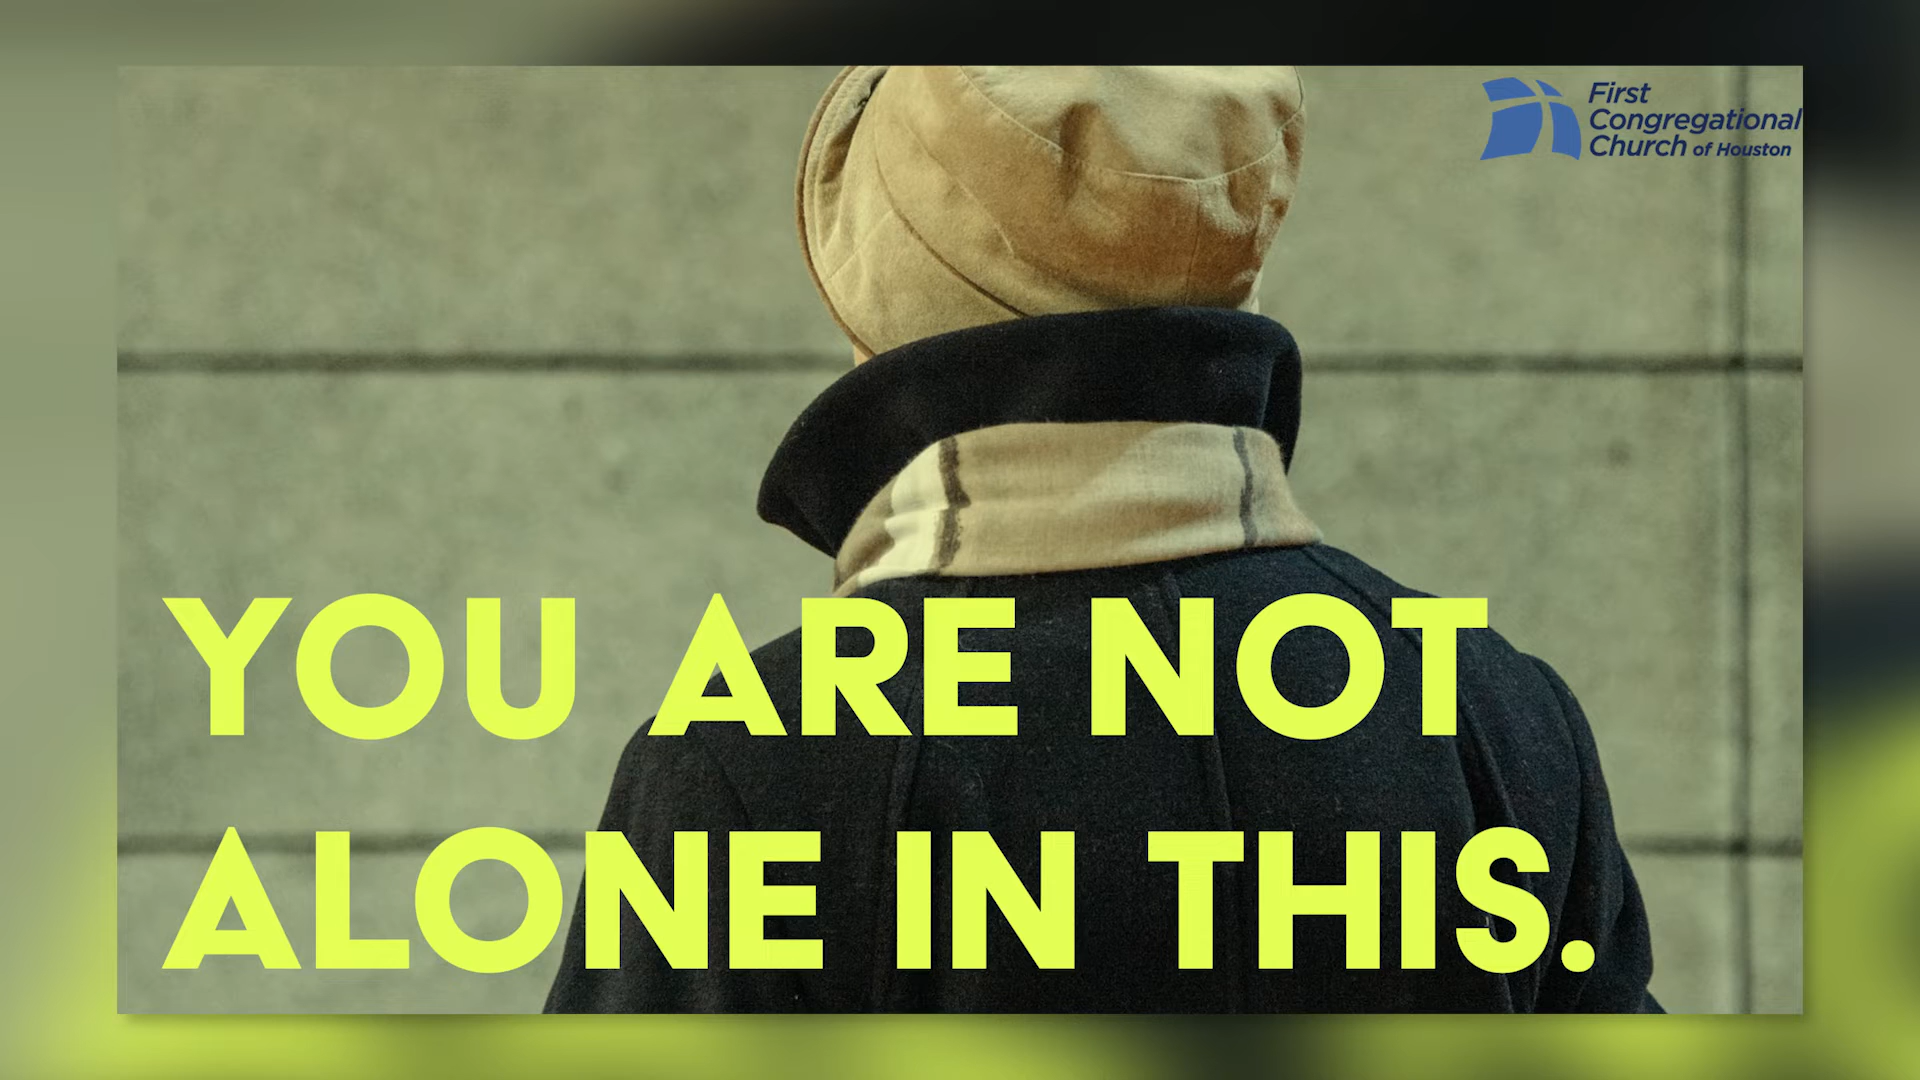 First
Congregational
Church of Houston
YOU ARE NOT
ALONE IN THIS.